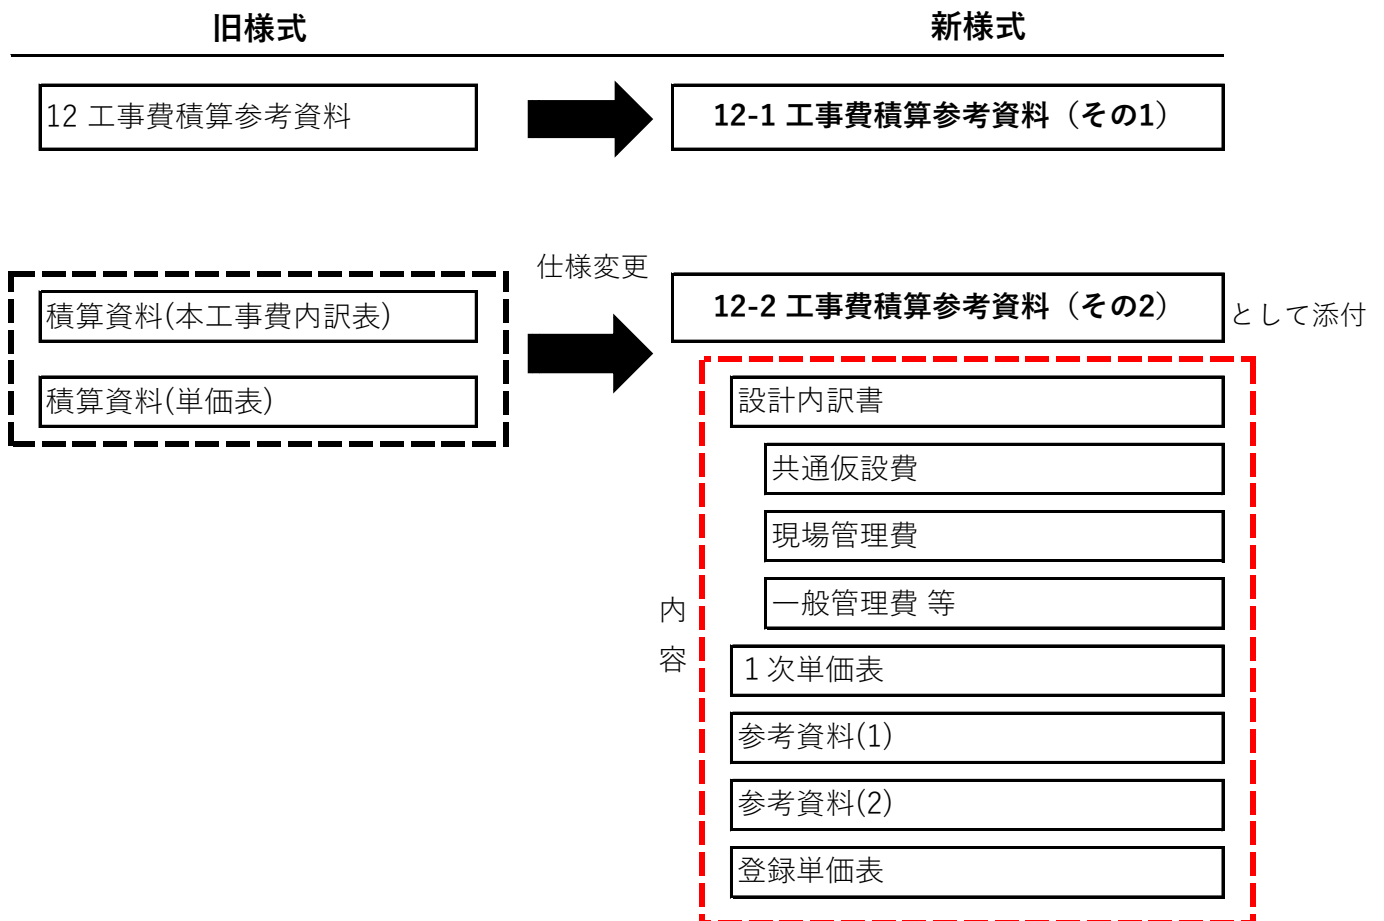 旧様式
新様式
12 工事費積算参考資料
12-1 工事費積算参考資料（その1）
仕様変更
積算資料(本工事費内訳表)
12-2 工事費積算参考資料（その2）
として添付
積算資料(単価表)
設計内訳書
共通仮設費
現場管理費
一般管理費 等
内
容
１次単価表
参考資料(1)
参考資料(2)
登録単価表